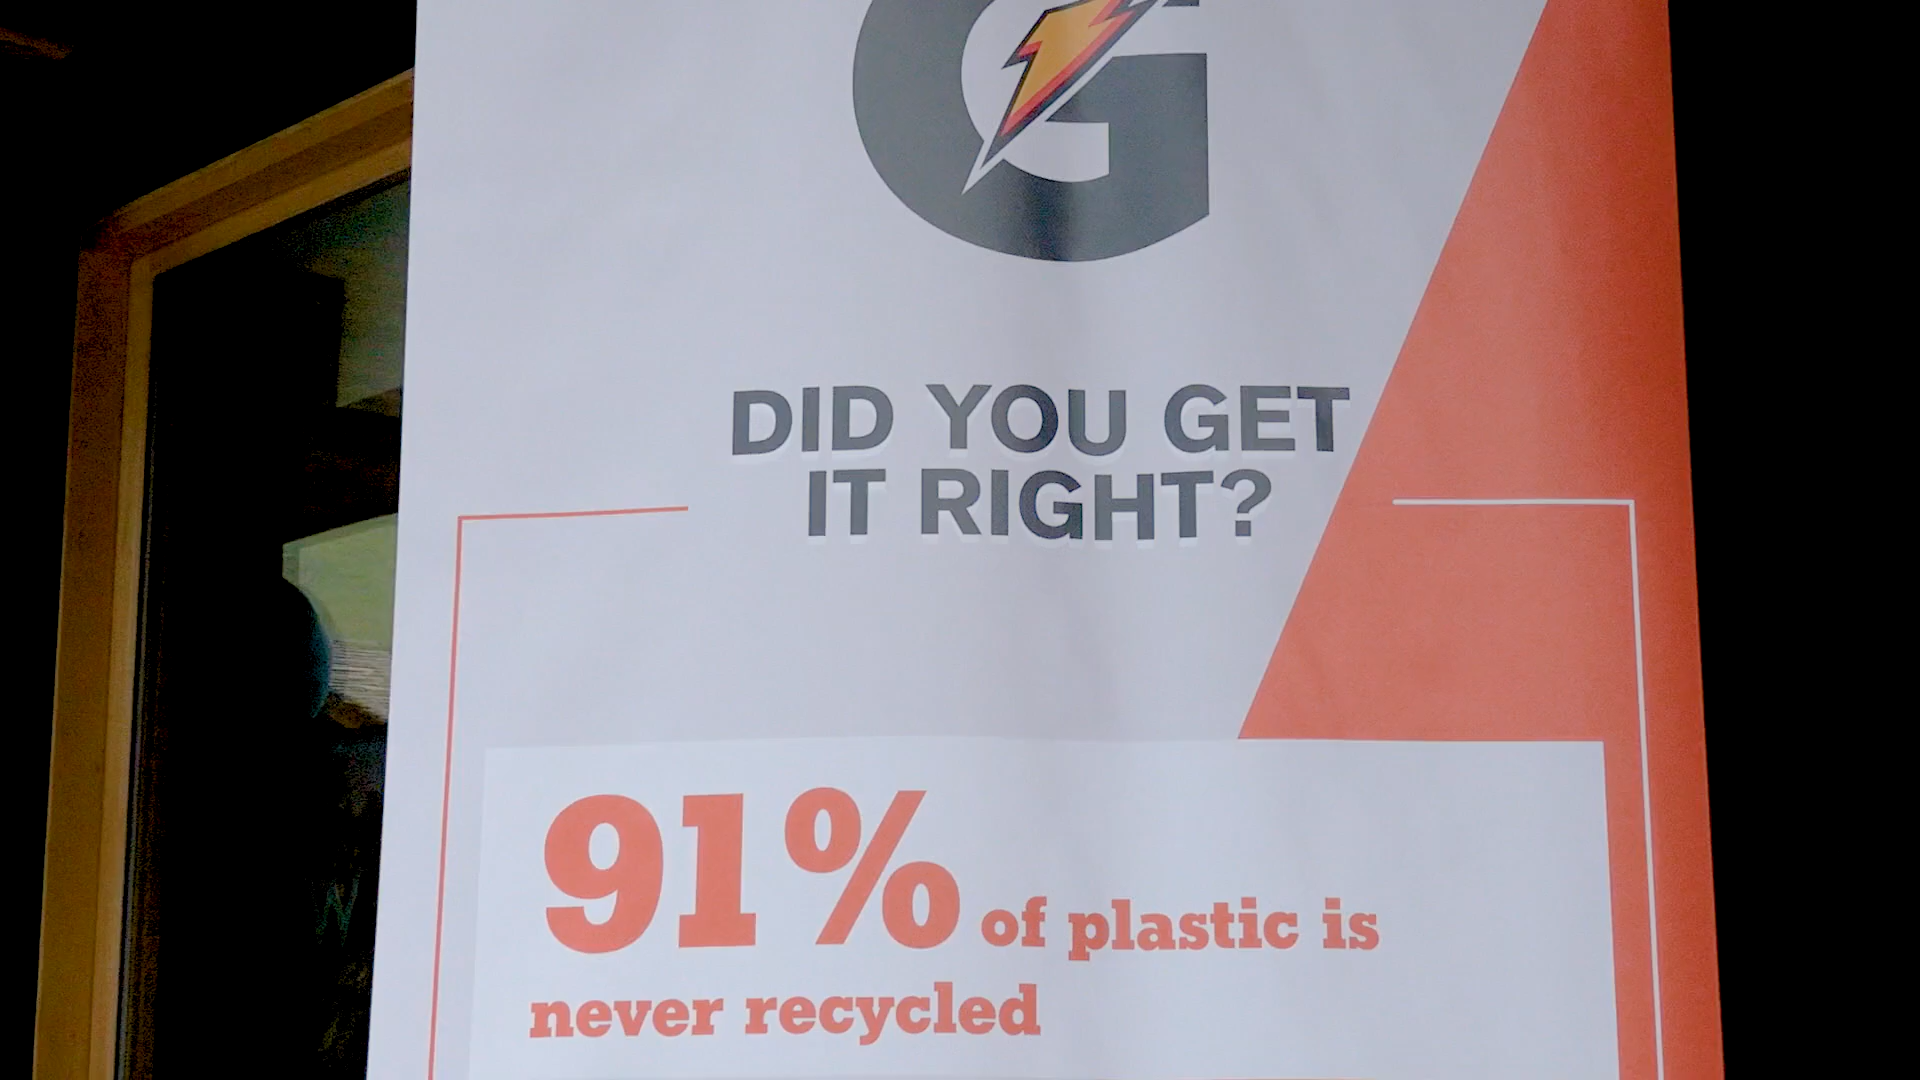 G
DID YOU GET
IT RIGHT?
91% of plastic is
never recycled